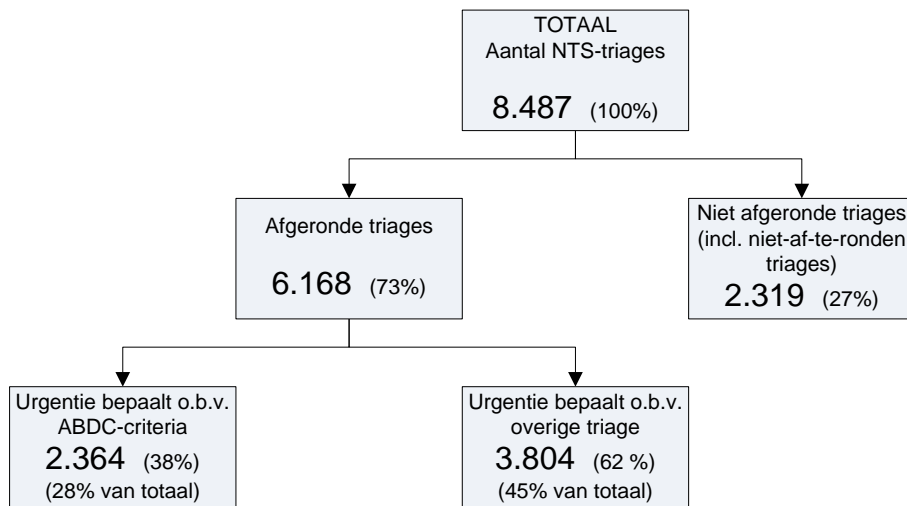 TOTAAL
Aantal NTS-triages
8.487 (100%)
Afgeronde triages
6.168 (73%)
Niet afgeronde triages
(incl. niet-af-te-ronden
triages)
2.319 (27%)
Urgentie bepaalt o.b.v.
ABDC-criteria
2.364 (38%)
(28% van totaal)
Urgentie bepaalt o.b.v.
overige triage
3.804 (62 %)
(45% van totaal)